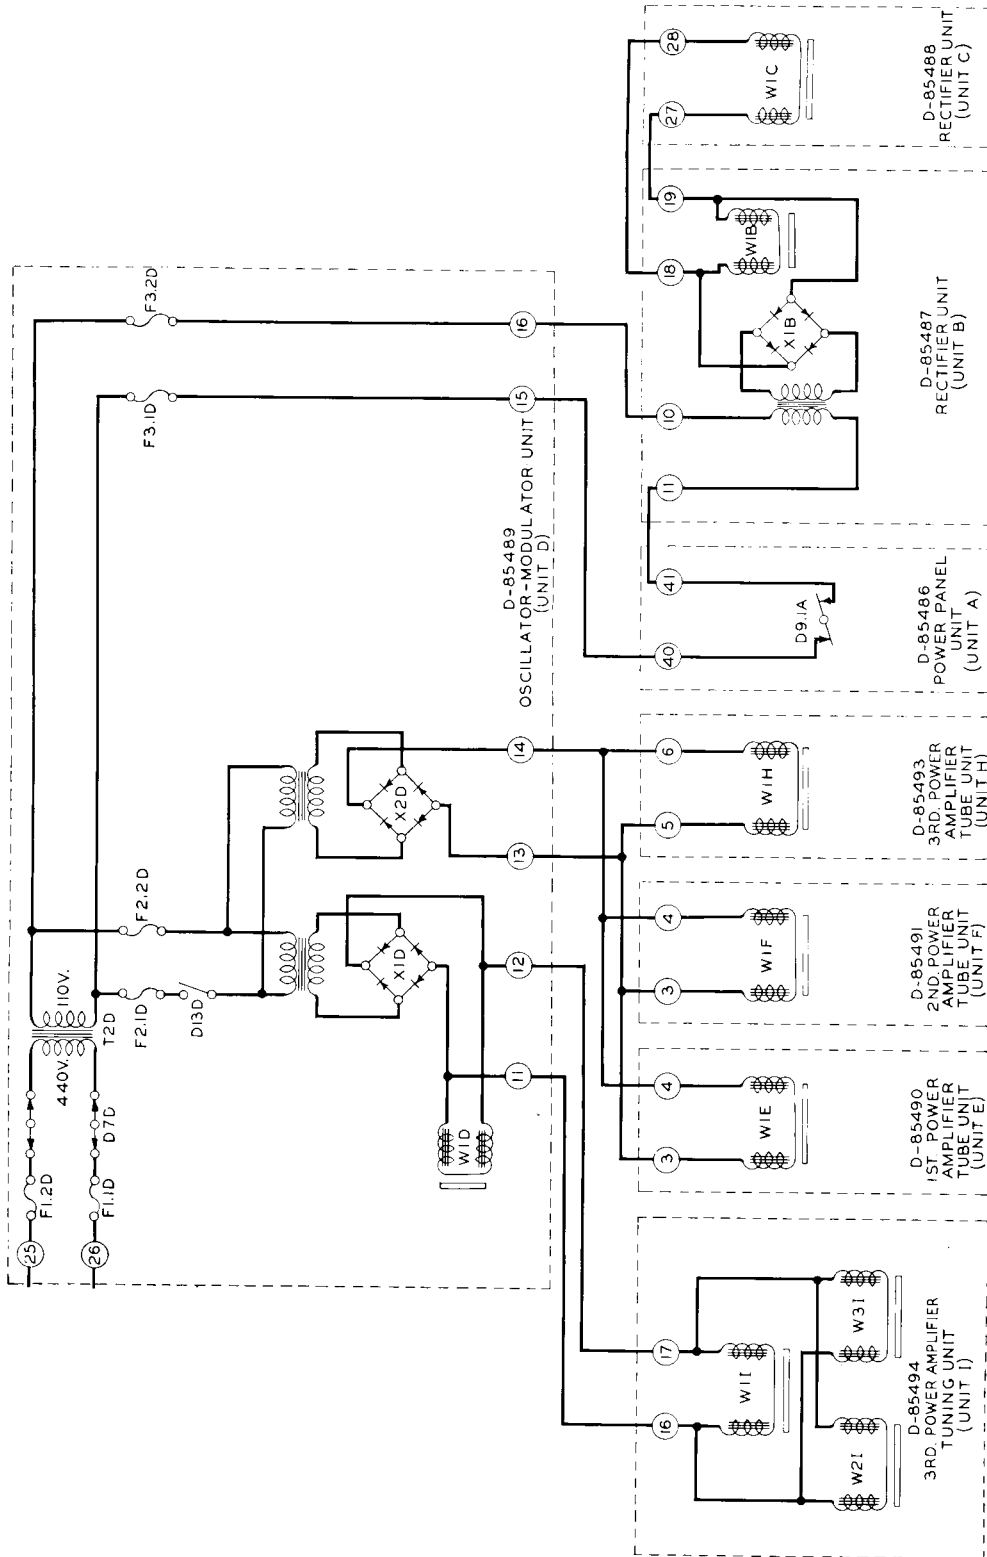 25
26
F1.2D
F1.1D
D7D
440V.
110V.
T2D
F2.1D
D13D
F2.2D
F3.2D
F3.1D
X1D
X2D
W1D
11
12
13
14
15
16
D-85489
OSCILLATOR-MODULATOR UNIT
(UNIT D)
16
17
W1I
W2I
W3I
D-85494
3RD. POWER AMPLIFIER
TUNING UNIT
(UNIT I)
3
4
W1E
D-85490
1ST. POWER
AMPLIFIER
TUBE UNIT
(UNIT E)
3
4
W1F
D-85491
2ND. POWER
AMPLIFIER
TUBE UNIT
(UNIT F)
5
6
W1H
D-85493
3RD. POWER
AMPLIFIER
TUBE UNIT
(UNIT H)
40
41
D9.1A
D-85486
POWER PANEL
UNIT
(UNIT A)
11
10
18
19
X1B
W1B
D-85487
RECTIFIER UNIT
(UNIT B)
27
28
W1C
D-85488
RECTIFIER UNIT
(UNIT C)